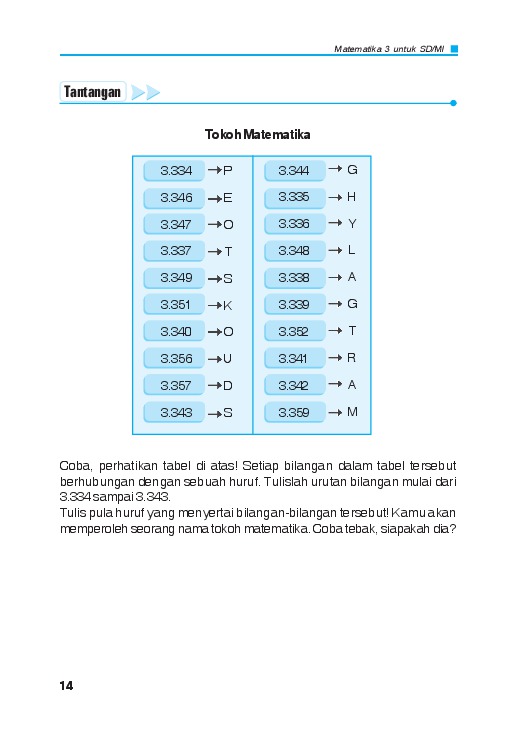 Matematika 3 untuk SD/MI
Tantangan
Tokoh Matematika
3.334 → P 3.344 → G
3.346 → E 3.335 → H
3.347 → O 3.336 → Y
3.337 → T 3.348 → L
3.349 → S 3.338 → A
3.351 → K 3.339 → G
3.340 → O 3.352 → T
3.356 → U 3.341 → R
3.357 → D 3.342 → A
3.343 → S 3.359 → M
Coba, perhatikan tabel di atas! Setiap bilangan dalam tabel tersebut
berhubungan dengan sebuah huruf. Tulislah urutan bilangan mulai dari
3.334 sampai 3.343.
Tulis pula huruf yang menyertai bilangan-bilangan tersebut! Kamu akan
memperoleh seorang nama tokoh matematika. Coba tebak, siapakah dia?
14